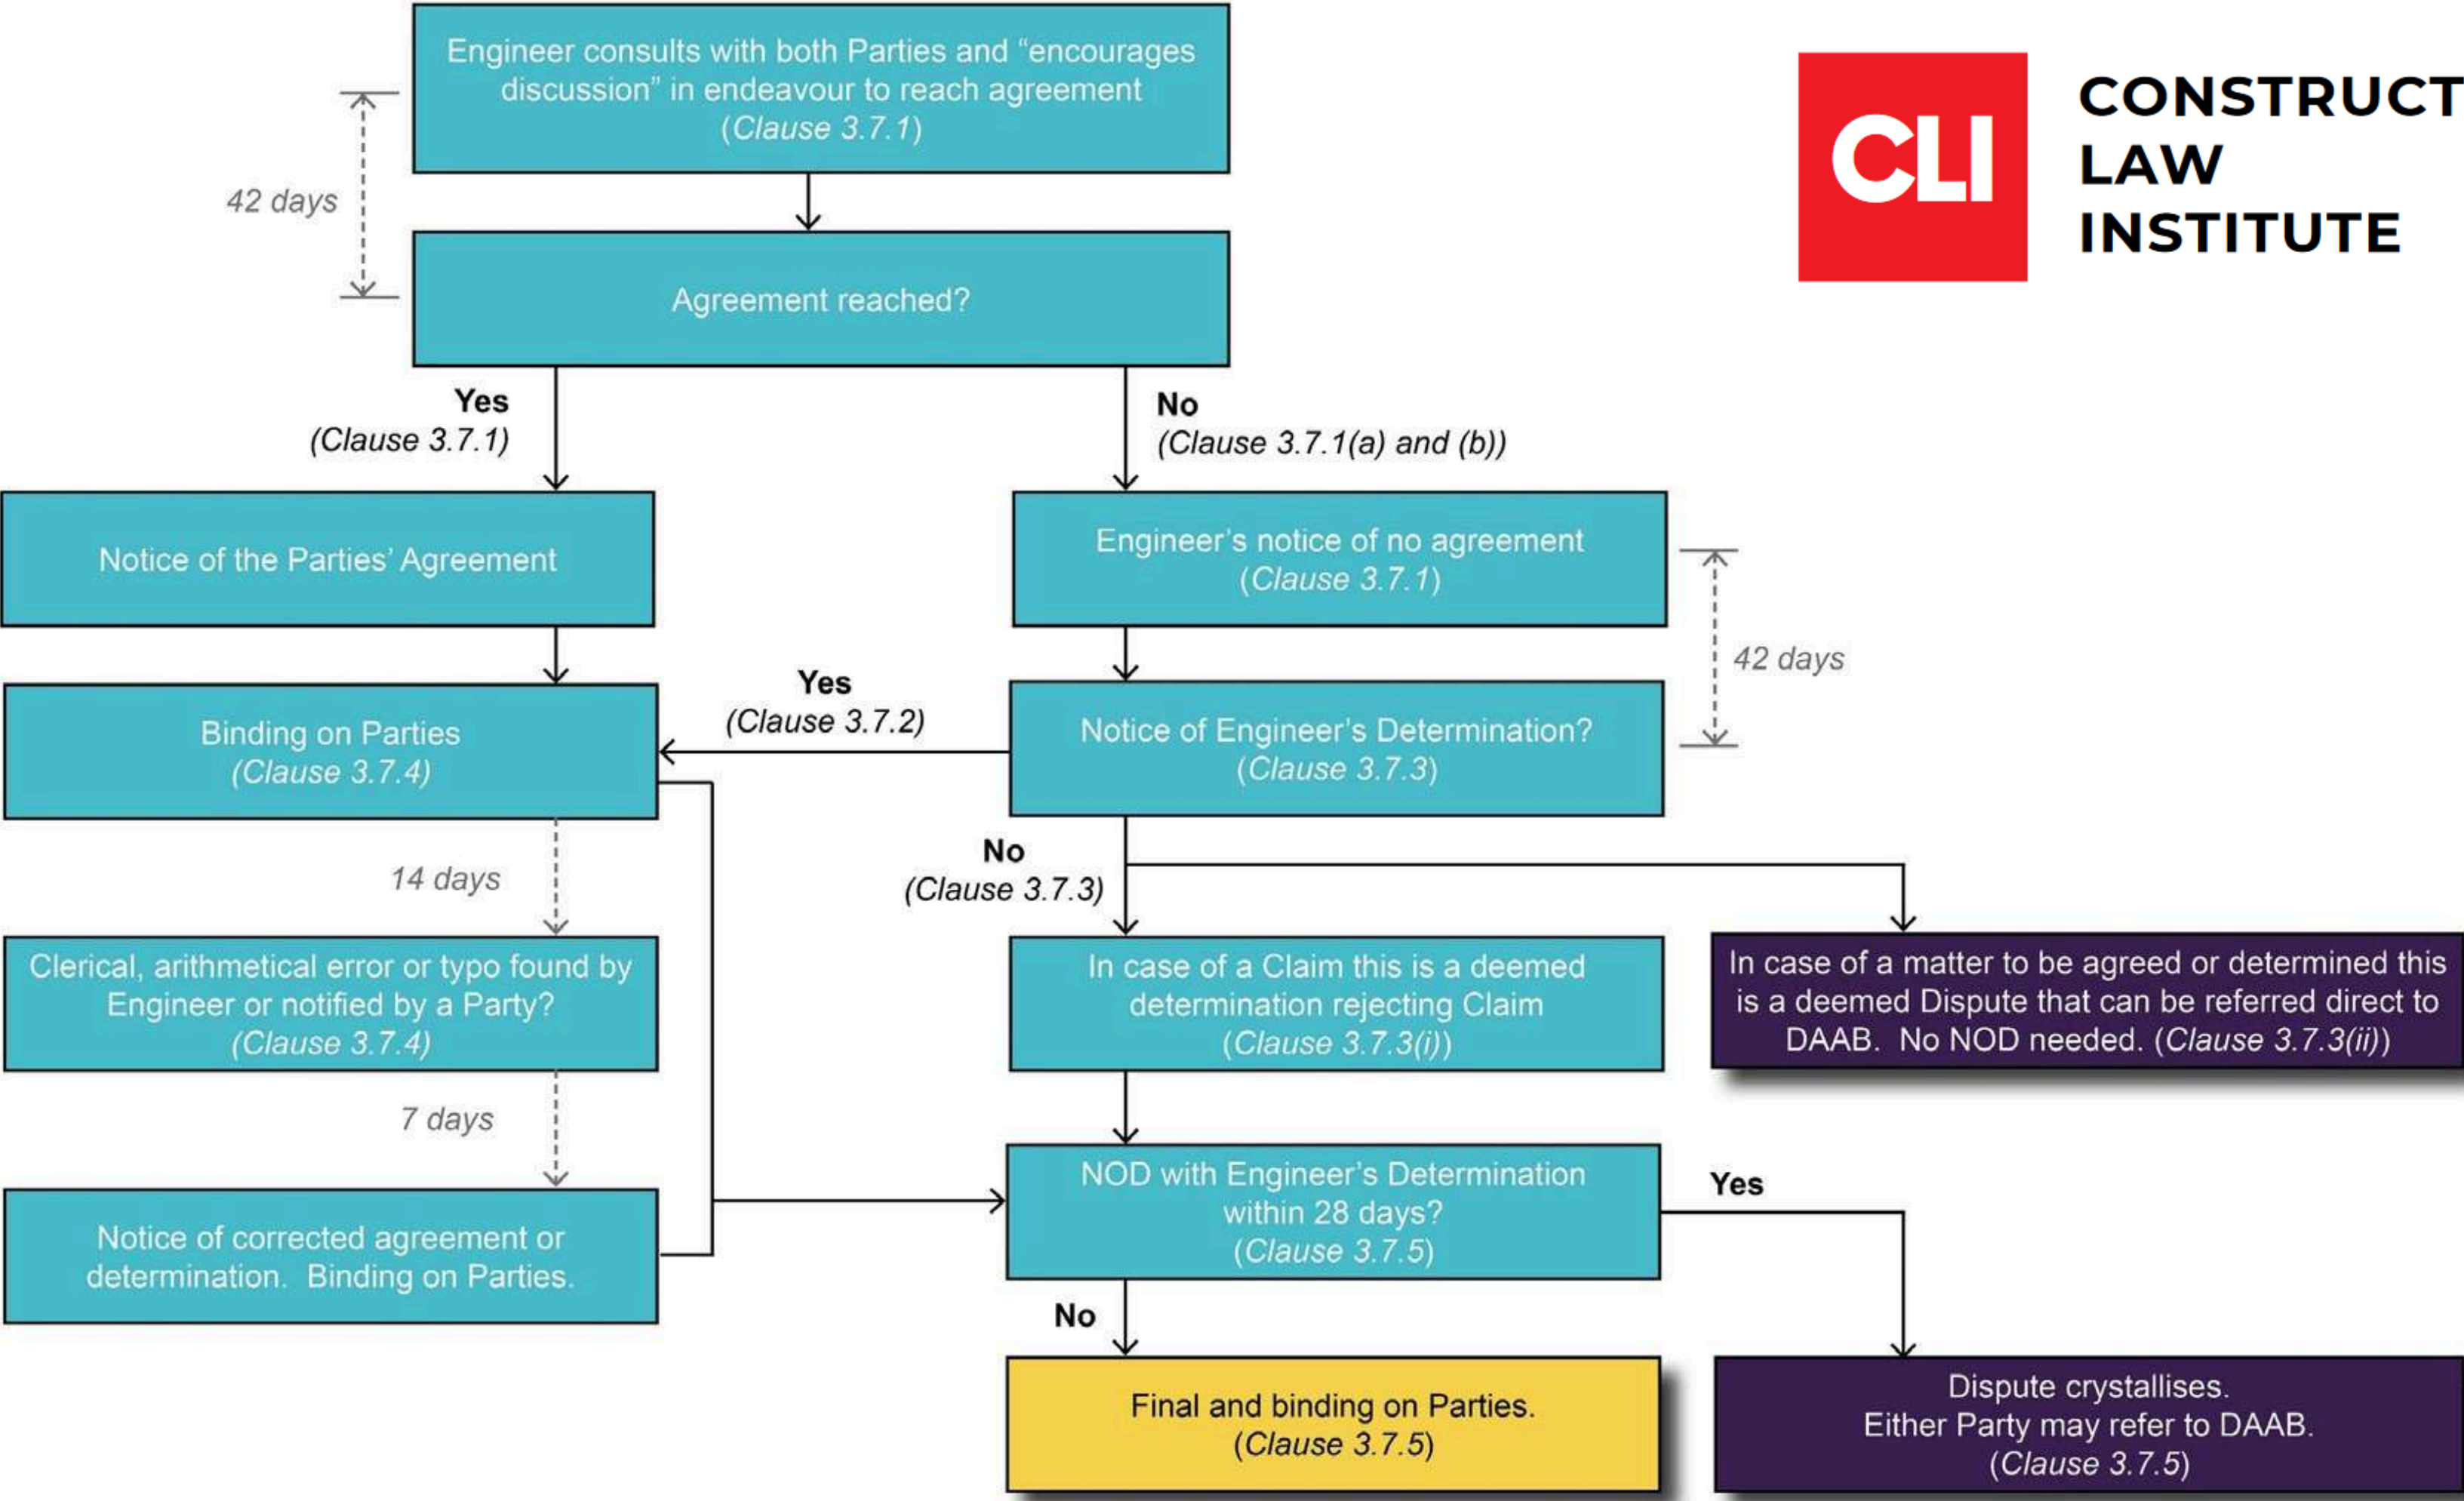 Engineer consults with both Parties and “encourages
discussion” in endeavour to reach agreement
(Clause 3.7.1)
CLI
CONSTRUCT
LAW
INSTITUTE
42 days
Agreement reached?
Yes
(Clause 3.7.1)
No
(Clause 3.7.1(a) and (b))
Notice of the Parties’ Agreement
Engineer’s notice of no agreement
(Clause 3.7.1)
42 days
Binding on Parties
(Clause 3.7.4)
Yes
(Clause 3.7.2)
Notice of Engineer’s Determination?
(Clause 3.7.3)
14 days
No
(Clause 3.7.3)
Clerical, arithmetical error or typo found by
Engineer or notified by a Party?
(Clause 3.7.4)
In case of a Claim this is a deemed
determination rejecting Claim
(Clause 3.7.3(i))
In case of a matter to be agreed or determined this
is a deemed Dispute that can be referred direct to
DAAB. No NOD needed. (Clause 3.7.3(ii))
7 days
Notice of corrected agreement or
determination. Binding on Parties.
NOD with Engineer’s Determination
within 28 days?
(Clause 3.7.5)
Yes
No
Final and binding on Parties.
(Clause 3.7.5)
Dispute crystallises.
Either Party may refer to DAAB.
(Clause 3.7.5)